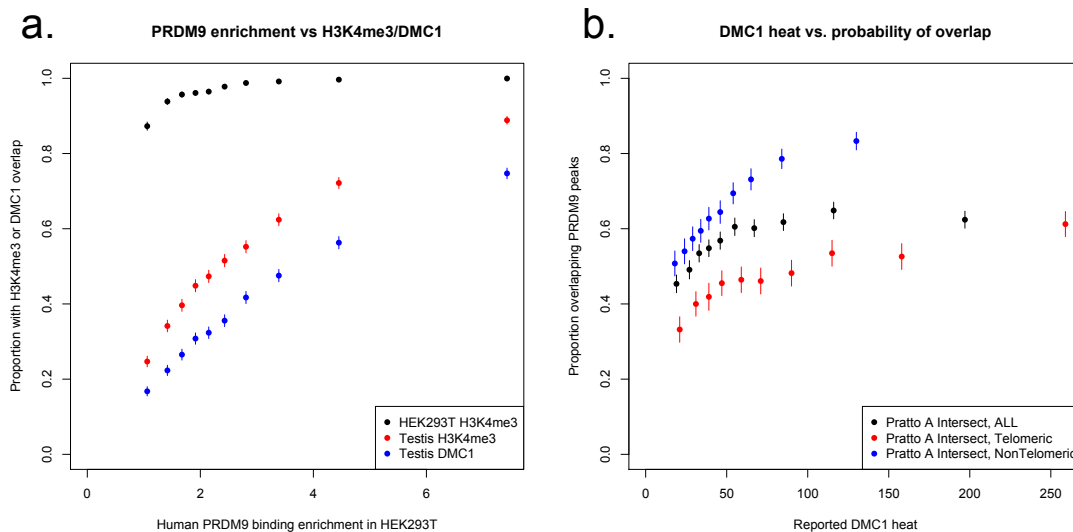 a.
PRDM9 enrichment vs H3K4me3/DMC1
Proportion with H3K4me3 or DMC1 overlap
1.0
0.8
0.6
0.4
0.2
0.0
HEK293T H3K4me3
Testis H3K4me3
Testis DMC1
0 2 4 6
Human PRDM9 binding enrichment in HEK293T
b.
DMC1 heat vs. probability of overlap
Proportion overlapping PRDM9 peaks
1.0
0.8
0.6
0.4
0.2
0.0
Pratto A Intersect, ALL
Pratto A Intersect, Telomeric
Pratto A Intersect, NonTelomeric
0 50 100 150 200 250
Reported DMC1 heat